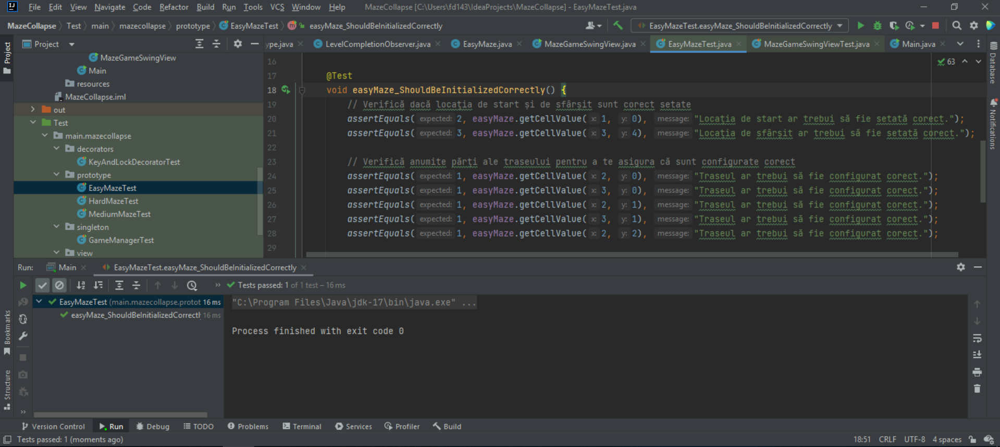 File Edit View Navigate Code Refactor Build Run Tools VCS Window Help MazeCollapse [C:\Users\fd143\IdeaProjects\MazeCollapse] - EasyMazeTest.java
MazeCollapse Test main mazecollapse prototype EasyMazeTest easyMaze_ShouldBeInitializedCorrectly EasyMazeTest.easyMaze_ShouldBeInitializedCorrectly
Project
Project
ype.java LevelCompletionObserver.java EasyMaze.java MazeGameSwingView.java EasyMazeTest.java MazeGameSwingViewTest.java Main.java
MazeGameSwingView
Main
resources
MazeCollapse.iml
out
Test
main.mazecollapse
decorators
KeyAndLockDecoratorTest
prototype
EasyMazeTest
HardMazeTest
MediumMazeTest
singleton
GameManagerTest
view
63
16
17 @Test
18 void easyMaze_ShouldBeInitializedCorrectly() {
19 // Verifică dacă locația de start și de sfârșit sunt corect setate
20 assertEquals( expected: 2, easyMaze.getCellValue( x: 1, y: 0), message: "Locația de start ar trebui să fie setată corect.");
21 assertEquals( expected: 3, easyMaze.getCellValue( x: 3, y: 4), message: "Locația de sfârșit ar trebui să fie setată corect.");
22
23 // Verifică anumite părți ale traseului pentru a te asigura că sunt configurate corect
24 assertEquals( expected: 1, easyMaze.getCellValue( x: 2, y: 0), message: "Traseul ar trebui să fie configurat corect.");
25 assertEquals( expected: 1, easyMaze.getCellValue( x: 3, y: 0), message: "Traseul ar trebui să fie configurat corect.");
26 assertEquals( expected: 1, easyMaze.getCellValue( x: 2, y: 1), message: "Traseul ar trebui să fie configurat corect.");
27 assertEquals( expected: 1, easyMaze.getCellValue( x: 3, y: 1), message: "Traseul ar trebui să fie configurat corect.");
28 assertEquals( expected: 1, easyMaze.getCellValue( x: 2, y: 2), message: "Traseul ar trebui să fie configurat corect.");
29
Database
Notifications
Run: Main EasyMazeTest.easyMaze_ShouldBeInitializedCorrectly
Tests passed: 1 of 1 test – 16 ms
EasyMazeTest (main.mazecollapse.protot 16 ms
easyMaze_ShouldBeInitializedCorrectl 16 ms
"C:\Program Files\Java\jdk-17\bin\java.exe" ...
Process finished with exit code 0
Bookmarks
Structure
Version Control Run Debug TODO Problems Terminal Services Profiler Build
Tests passed: 1 (moments ago) 18:51 CRLF UTF-8 4 spaces